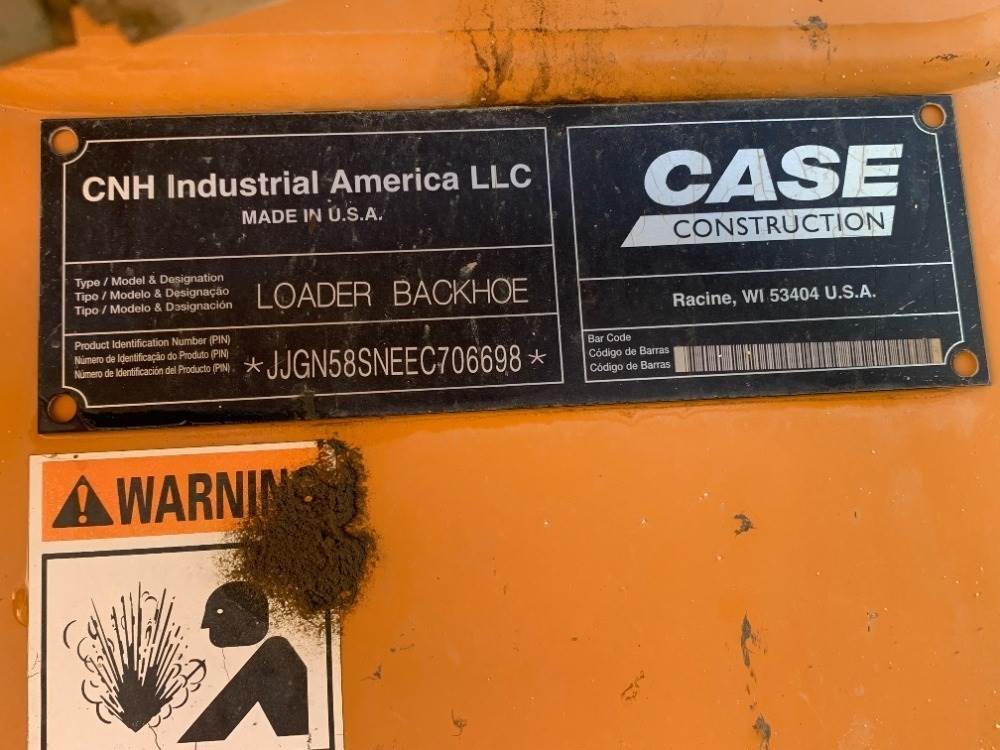 CNH Industrial America LLC
MADE IN U.S.A.
Type / Model & Designation
Tipo / Modelo & Designação
Tipo / Modelo & Designación
LOADER BACKHOE
Product Identification Number (PIN)
Número de Identificação do Produto (PIN)
Número de Identificación del Producto (PIN)
*JJGN58SNEEC706698*
CASE
CONSTRUCTION
Racine, WI 53404 U.S.A.
Bar Code
Código de Barras
Código de Barras
WARNIN